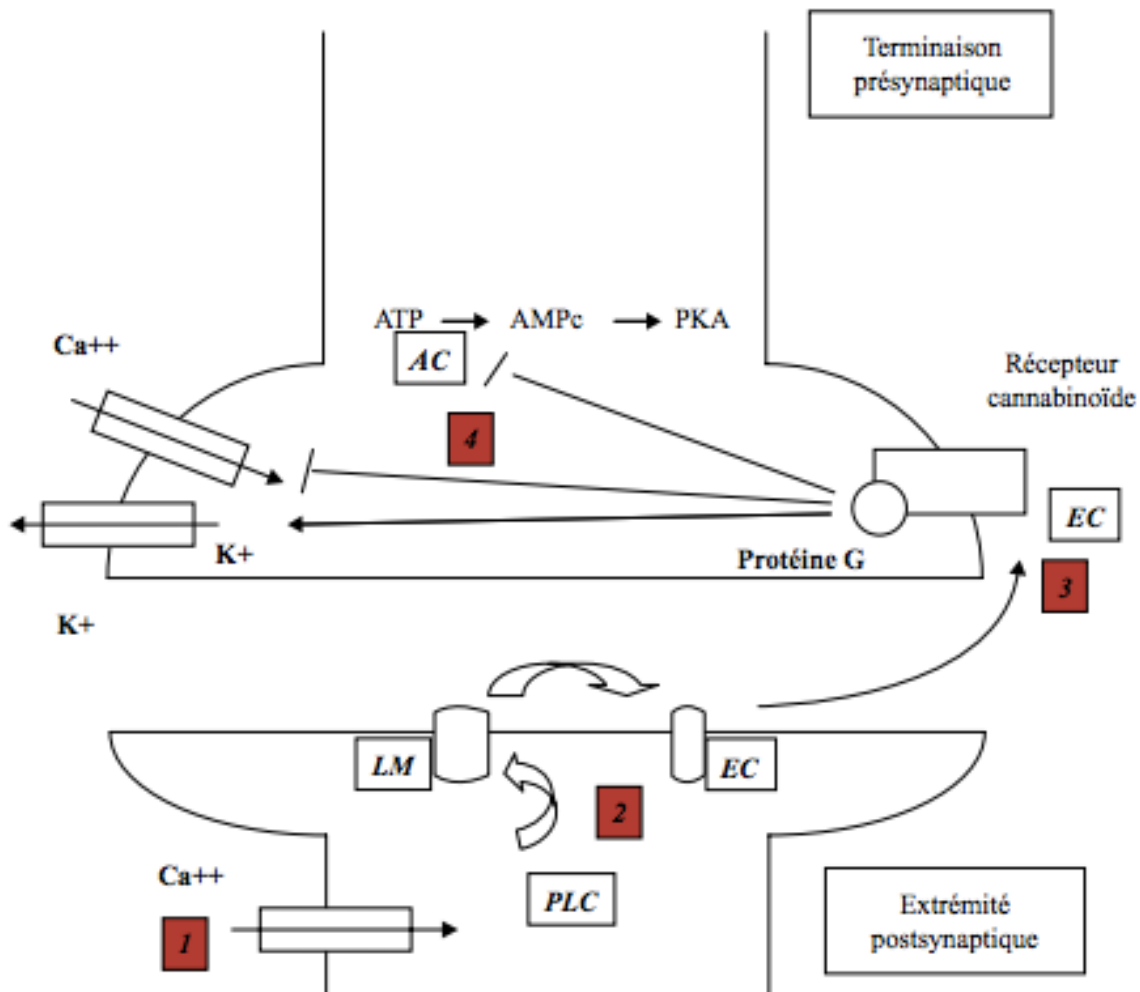 Terminaison
présynaptique
ATP
AMPc
PKA
Ca++
AC
Récepteur
cannabinoïde
4
EC
K+
Protéine G
3
K+
LM
EC
2
Ca++
PLC
1
Extrémité
postsynaptique